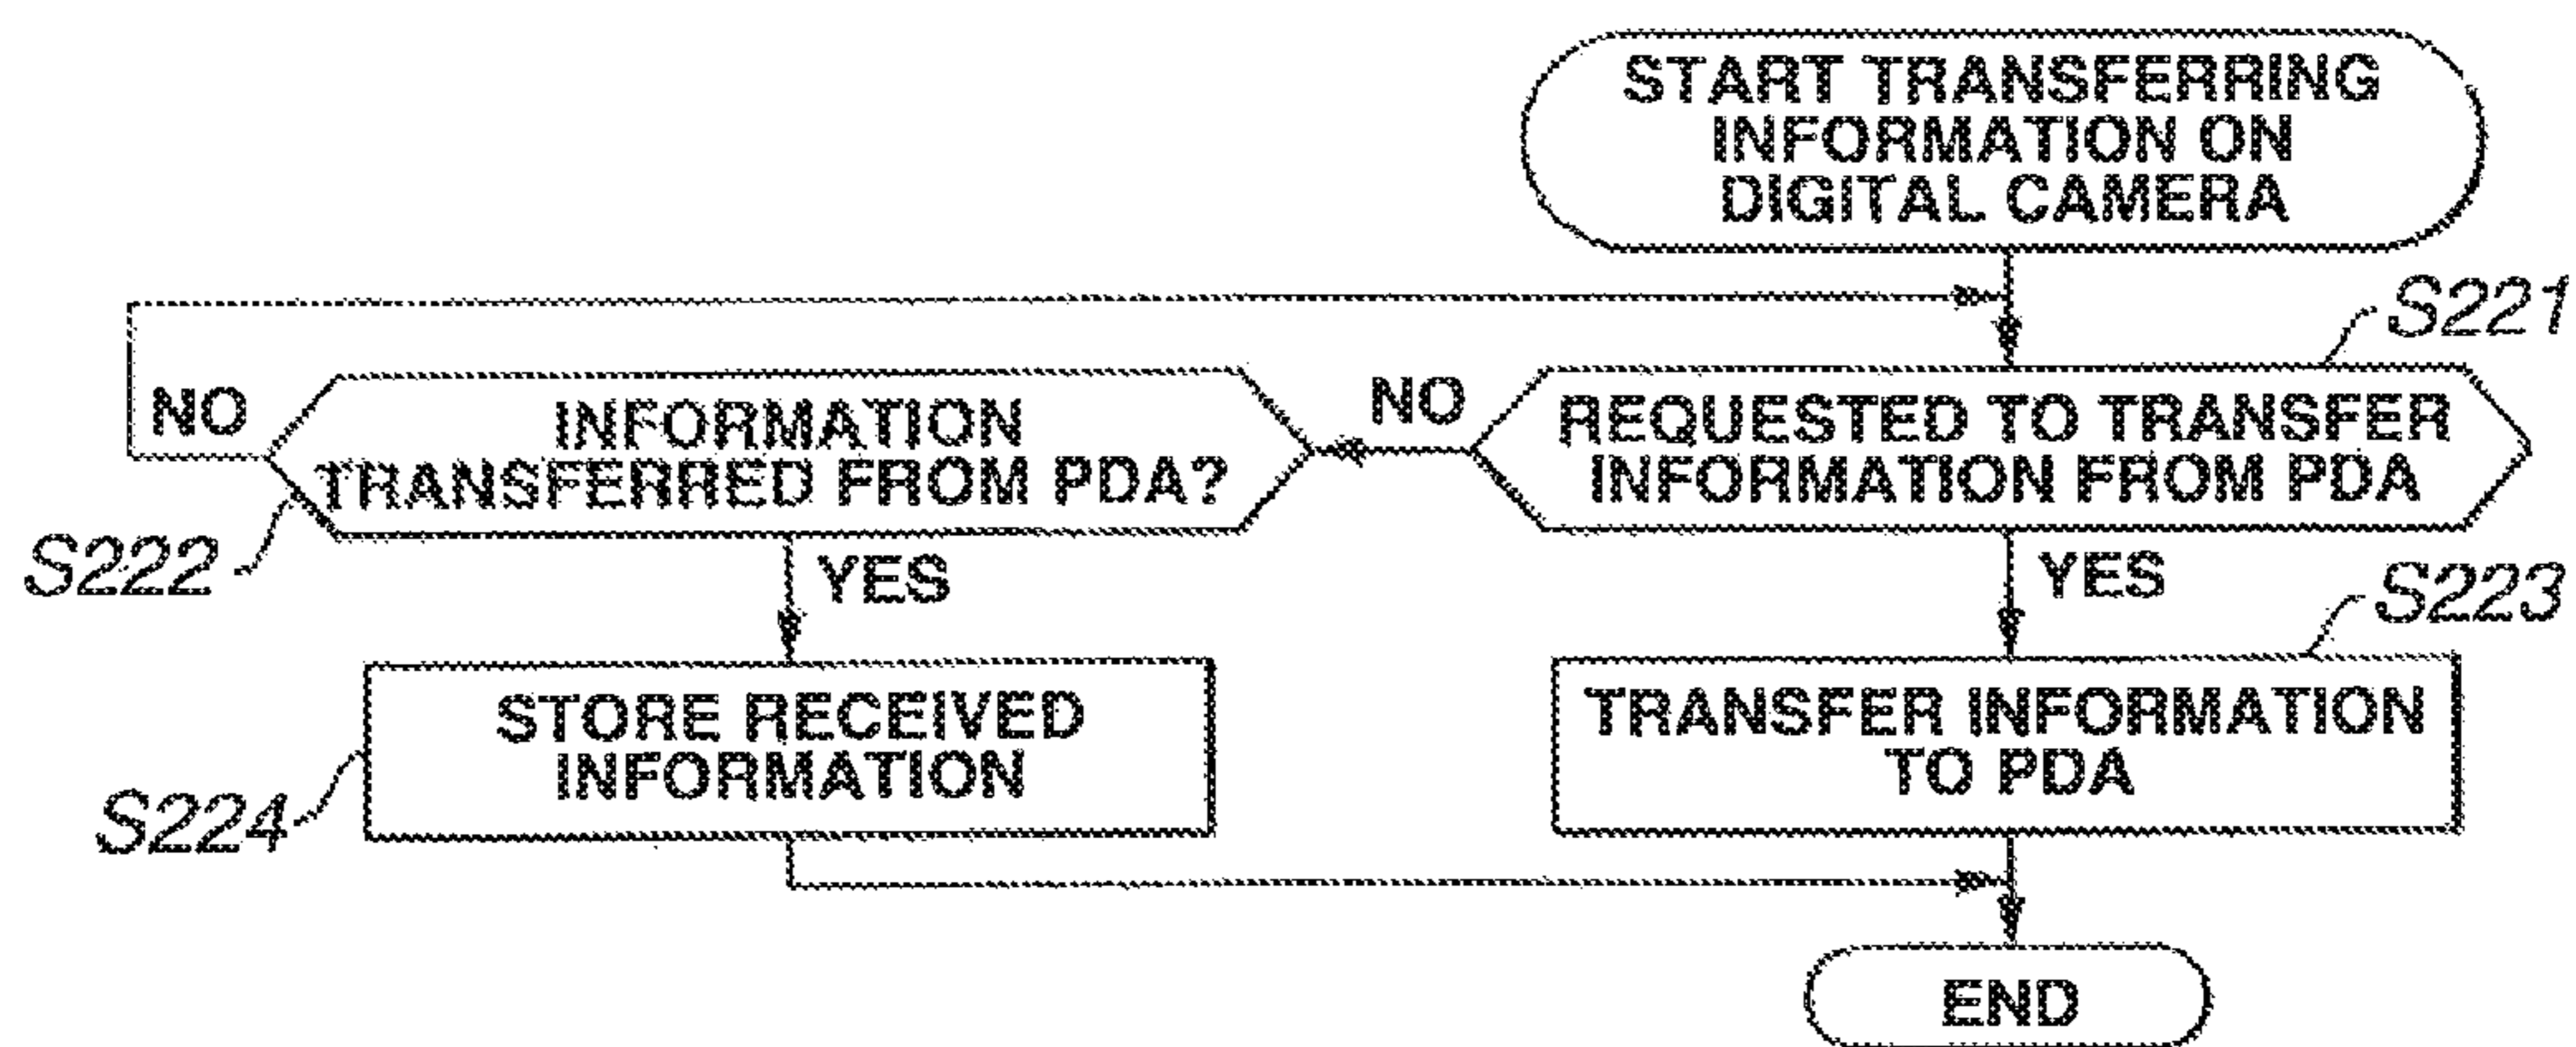 START TRANSFERRING
INFORMATION ON
DIGITAL CAMERA
S221
REQUESTED TO TRANSFER
INFORMATION FROM PDA
NO
INFORMATION
TRANSFERRED FROM PDA?
NO
S222
YES
YES
S223
STORE RECEIVED
INFORMATION
S224
TRANSFER INFORMATION
TO PDA
END